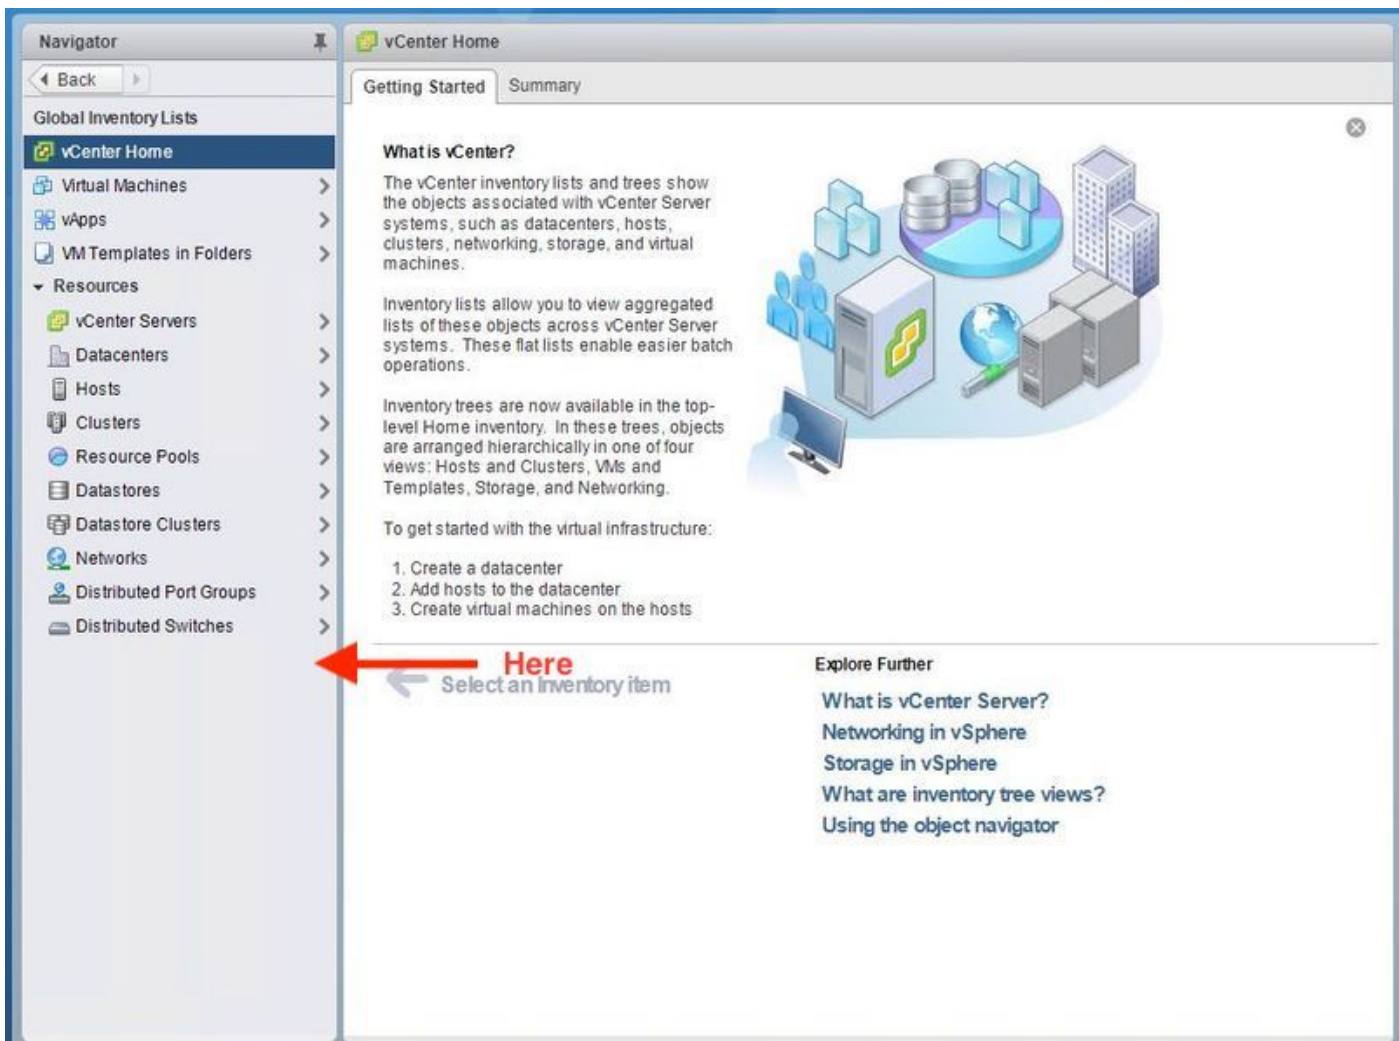 Navigator
Back
Global Inventory Lists
vCenter Home
Virtual Machines
vApps
VM Templates in Folders
Resources
vCenter Servers
Datacenters
Hosts
Clusters
Resource Pools
Datastores
Datastore Clusters
Networks
Distributed Port Groups
Distributed Switches
vCenter Home
Getting Started
Summary
What is vCenter?
The vCenter inventory lists and trees show
the objects associated with vCenter Server
systems, such as datacenters, hosts,
clusters, networking, storage, and virtual
machines.
Inventory lists allow you to view aggregated
lists of these objects across vCenter Server
systems. These flat lists enable easier batch
operations.
Inventory trees are now available in the top-
level Home inventory. In these trees, objects
are arranged hierarchically in one of four
views: Hosts and Clusters, VMs and
Templates, Storage, and Networking.
To get started with the virtual infrastructure:
1. Create a datacenter
2. Add hosts to the datacenter
3. Create virtual machines on the hosts
Here
Select an Inventory item
Explore Further
What is vCenter Server?
Networking in vSphere
Storage in vSphere
What are inventory tree views?
Using the object navigator